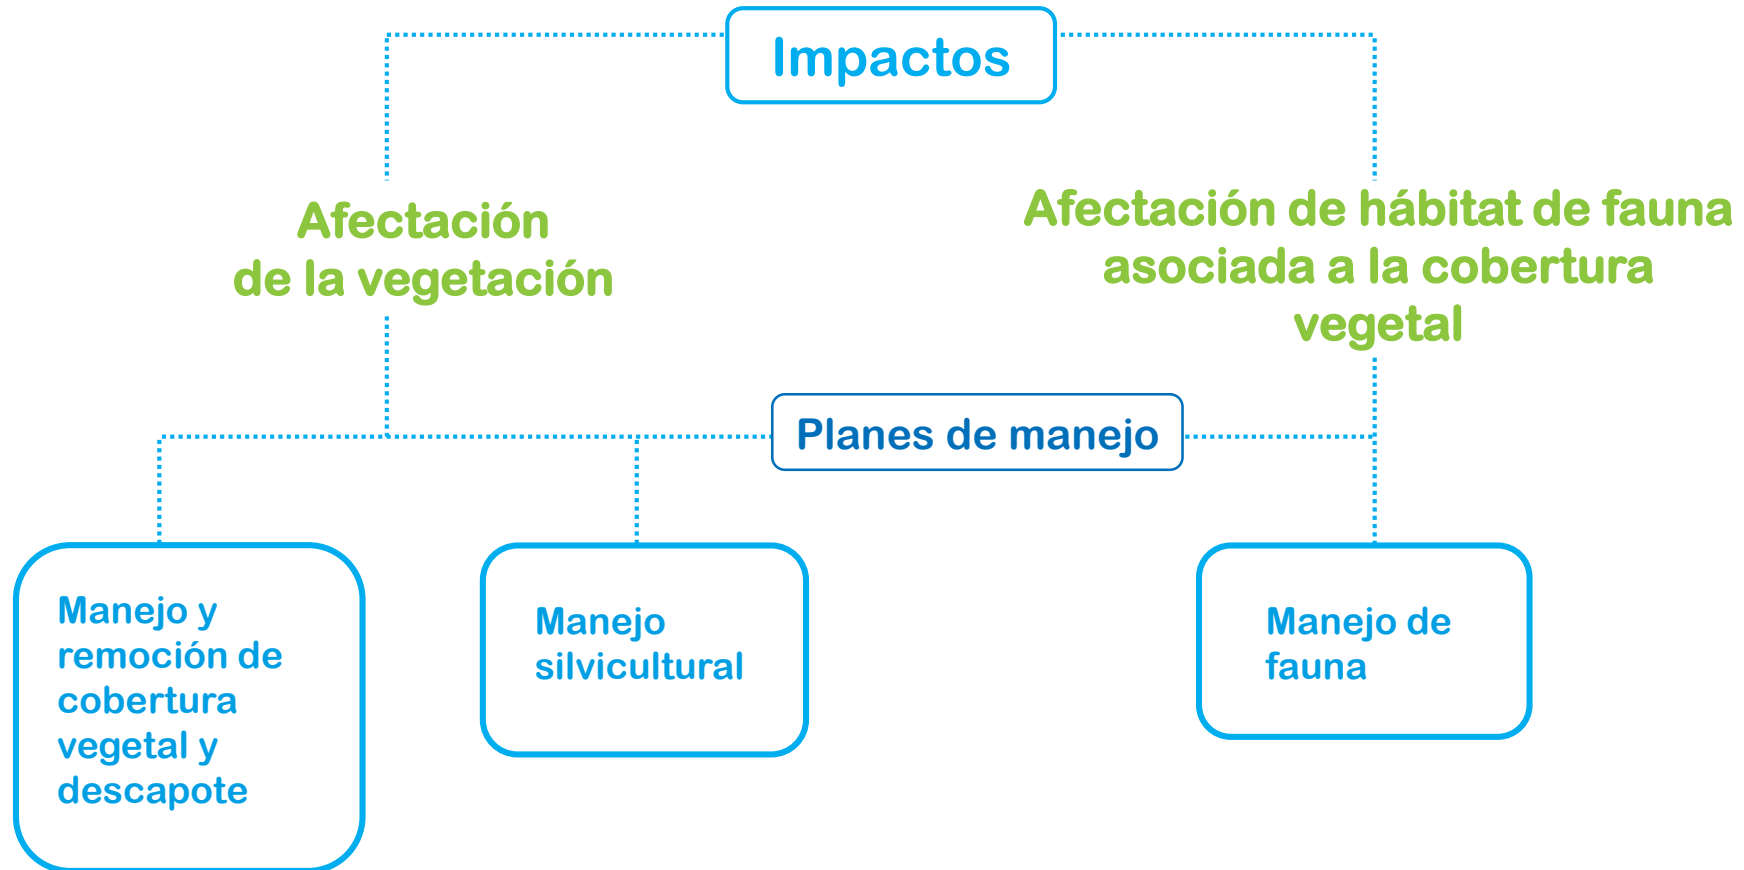 Impactos
Afectación
de la vegetación
Afectación de hábitat de fauna
asociada a la cobertura
vegetal
Planes de manejo
Manejo y
remoción de
cobertura
vegetal y
descapote
Manejo
silvicultural
Manejo de
fauna